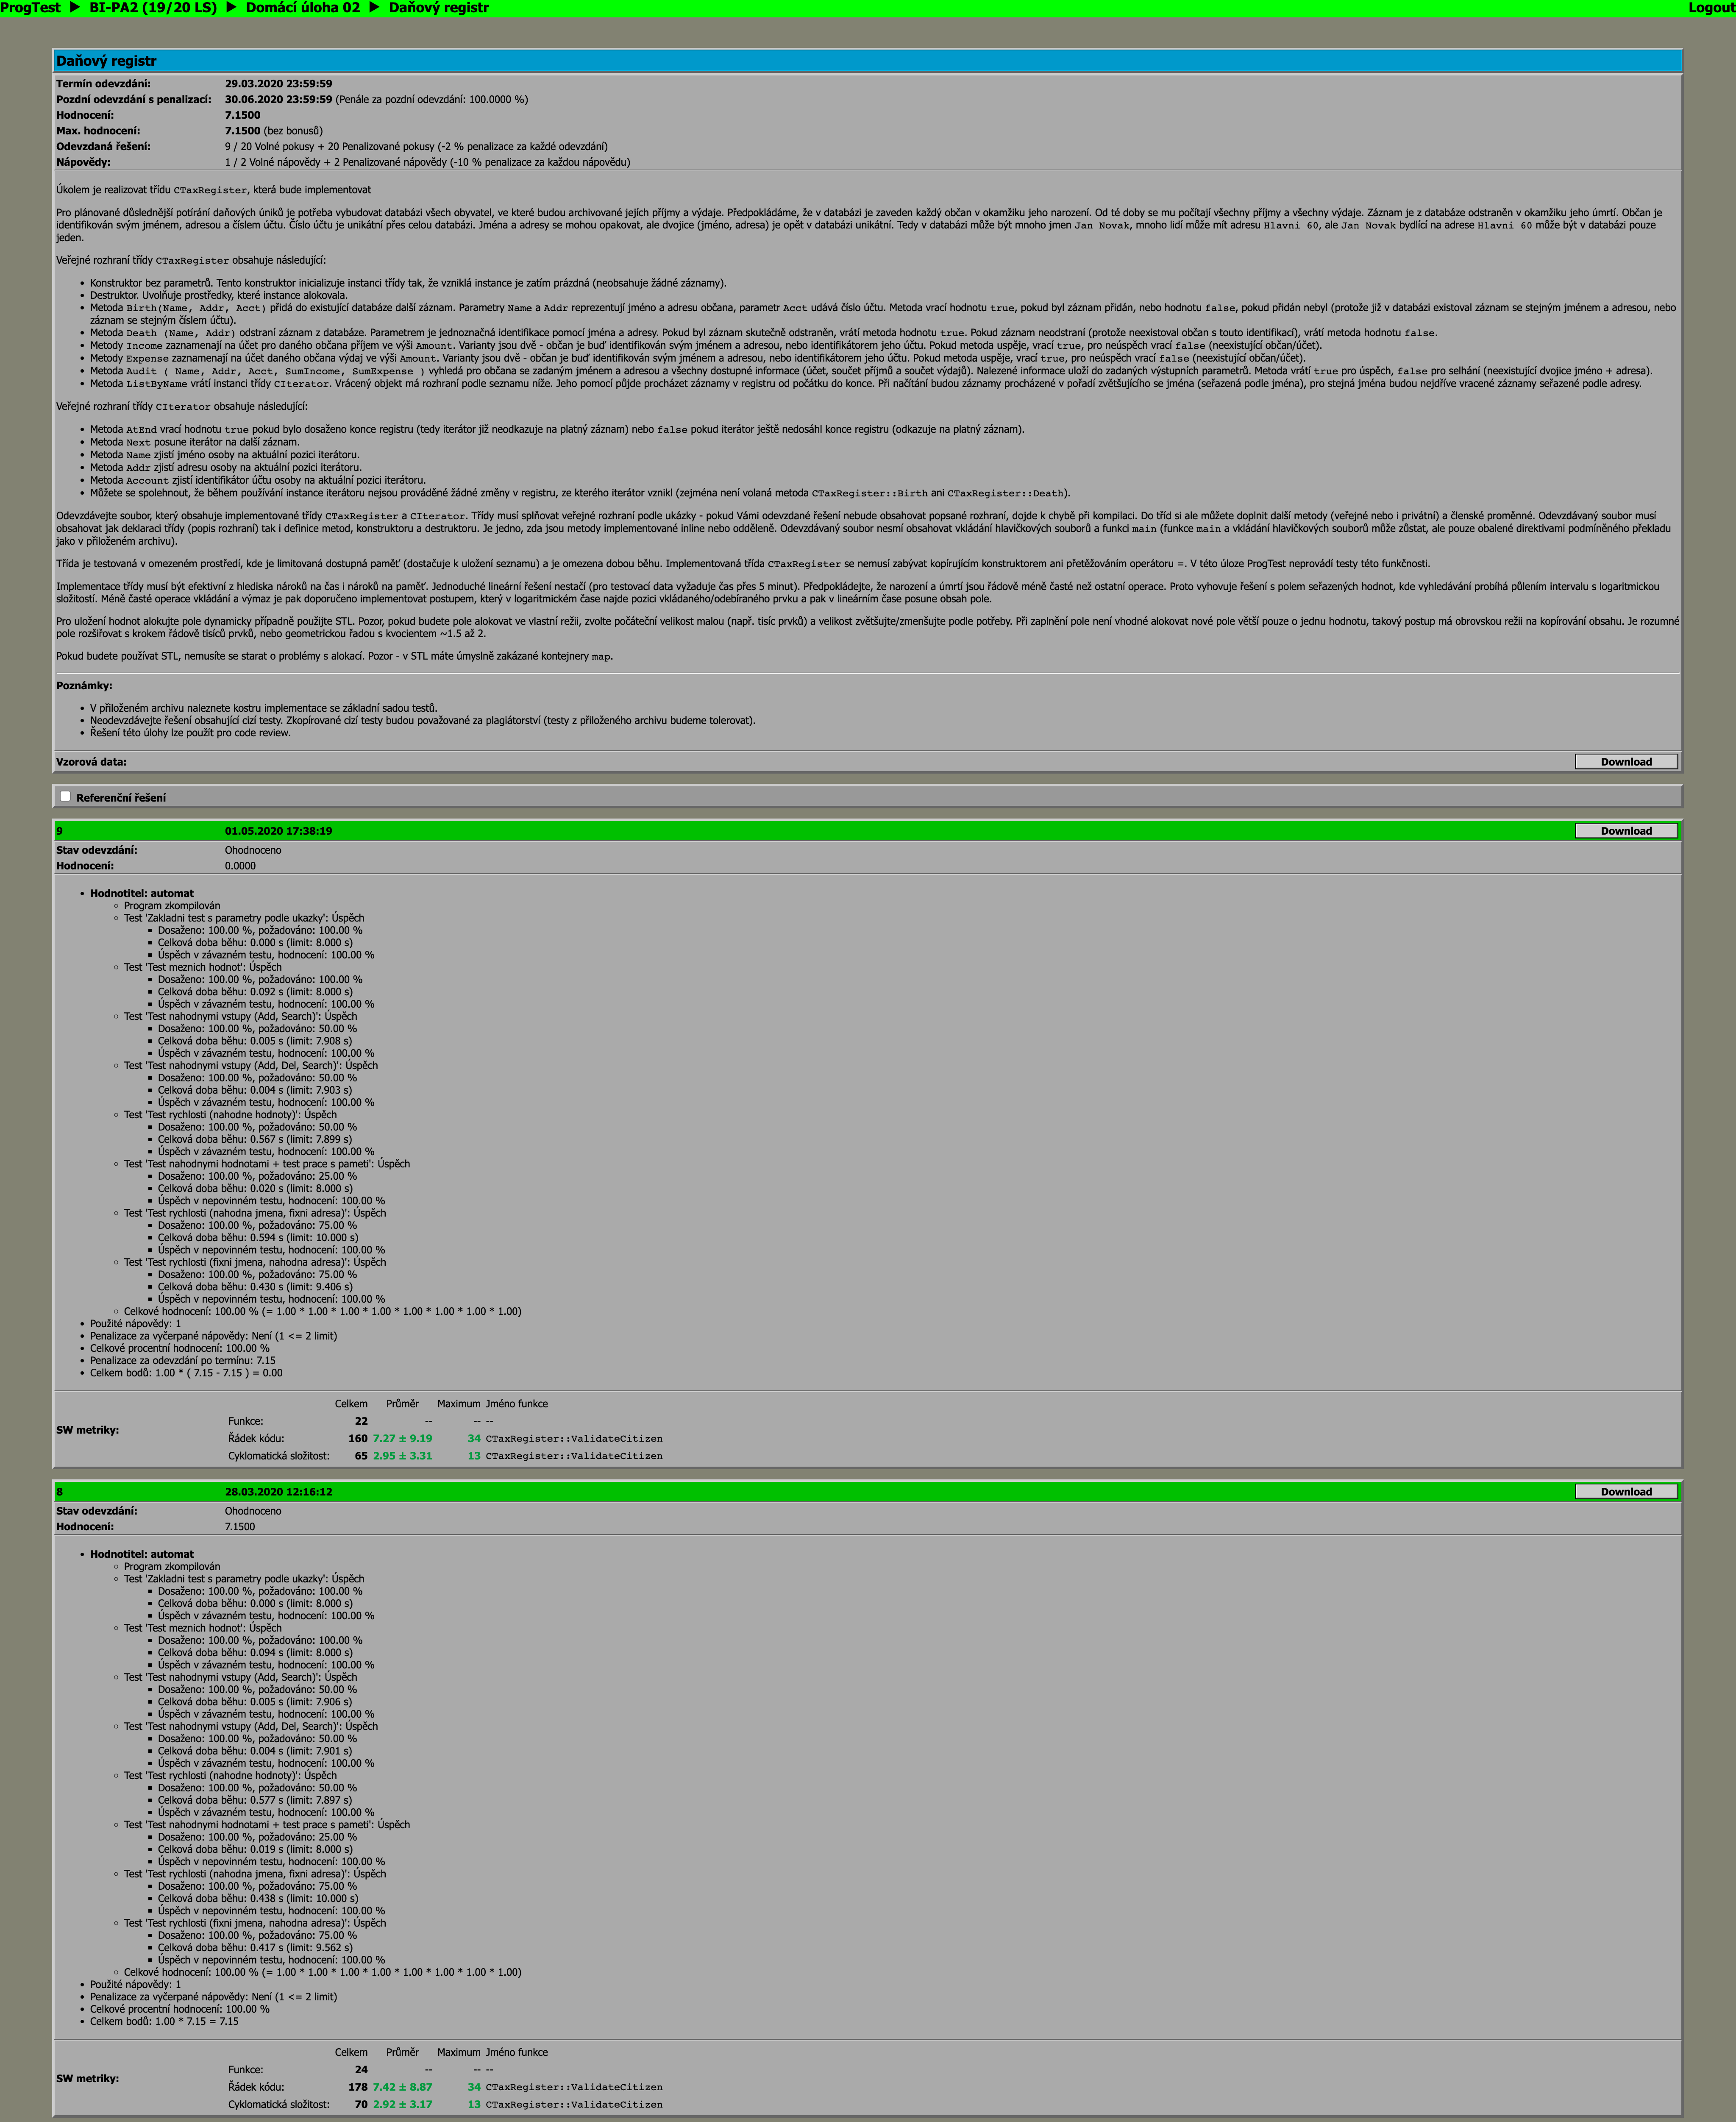 ProgTest ▶ BI-PA2 (19/20 LS) ▶ Domácí úloha 02 ▶ Daňový registr Logout
Daňový registr
Termín odevzdání: 29.03.2020 23:59:59
Pozdní odevzdání s penalizací: 30.06.2020 23:59:59 (Penále za pozdní odevzdání: 100.0000 %)
Hodnocení: 7.1500
Max. hodnocení: 7.1500 (bez bonusů)
Odevzdaná řešení: 9 / 20 Volné pokusy + 20 Penalizované pokusy (-2 % penalizace za každé odevzdání)
Nápovědy: 1 / 2 Volné nápovědy + 2 Penalizované nápovědy (-10 % penalizace za každou nápovědu)
Úkolem je realizovat třídu CTaxRegister, která bude implementovat
Pro plánované důslednější potírání daňových úniků je potřeba vybudovat databázi všech obyvatel, ve které budou archivované jejích příjmy a výdaje. Předpokládáme, že v databázi je zaveden každý občan v okamžiku jeho narození. Od té doby se mu počítají všechny příjmy a všechny výdaje. Záznam je z databáze odstraněn v okamžiku jeho úmrtí. Občan je
identifikován svým jménem, adresou a číslem účtu. Číslo účtu je unikátní přes celou databázi. Jména a adresy se mohou opakovat, ale dvojice (jméno, adresa) je opět v databázi unikátní. Tedy v databázi může být mnoho jmen Jan Novak, mnoho lidí může mít adresu Hlavni 60, ale Jan Novak bydlící na adrese Hlavni 60 může být v databázi pouze
jeden.
Veřejné rozhraní třídy CTaxRegister obsahuje následující:
• Konstruktor bez parametrů. Tento konstruktor inicializuje instanci třídy tak, že vzniklá instance je zatím prázdná (neobsahuje žádné záznamy).
• Destruktor. Uvolňuje prostředky, které instance alokovala.
• Metoda Birth(Name, Addr, Acct) přidá do existující databáze další záznam. Parametry Name a Addr reprezentují jméno a adresu občana, parametr Acct udává číslo účtu. Metoda vrací hodnotu true, pokud byl záznam přidán, nebo hodnotu false, pokud přidán nebyl (protože již v databázi existoval záznam se stejným jménem a adresou, nebo
záznam se stejným číslem účtu).
• Metoda Death (Name, Addr) odstraní záznam z databáze. Parametrem je jednoznačná identifikace pomocí jména a adresy. Pokud byl záznam skutečně odstraněn, vrátí metoda hodnotu true. Pokud záznam neodstraní (protože neexistoval občan s touto identifikací), vrátí metoda hodnotu false.
• Metody Income zaznamenají na účet pro daného občana příjem ve výši Amount. Varianty jsou dvě - občan je buď identifikován svým jménem a adresou, nebo identifikátorem jeho účtu. Pokud metoda uspěje, vrací true, pro neúspěch vrací false (neexistující občan/účet).
• Metody Expense zaznamenají na účet daného občana výdaj ve výši Amount. Varianty jsou dvě - občan je buď identifikován svým jménem a adresou, nebo identifikátorem jeho účtu. Pokud metoda uspěje, vrací true, pro neúspěch vrací false (neexistující občan/účet).
• Metoda Audit ( Name, Addr, Acct, SumIncome, SumExpense ) vyhledá pro občana se zadaným jménem a adresou a všechny dostupné informace (účet, součet příjmů a součet výdajů). Nalezené informace uloží do zadaných výstupních parametrů. Metoda vrátí true pro úspěch, false pro selhání (neexistující dvojice jméno + adresa).
• Metoda ListByName vrátí instanci třídy CIterator. Vrácený objekt má rozhraní podle seznamu níže. Jeho pomocí půjde procházet záznamy v registru od počátku do konce. Při načítání budou záznamy procházené v pořadí zvětšujícího se jména (seřazená podle jména), pro stejná jména budou nejdříve vracené záznamy seřazené podle adresy.
Veřejné rozhraní třídy CIterator obsahuje následující:
• Metoda AtEnd vrací hodnotu true pokud bylo dosaženo konce registru (tedy iterátor již neodkazuje na platný záznam) nebo false pokud iterátor ještě nedosáhl konce registru (odkazuje na platný záznam).
• Metoda Next posune iterátor na další záznam.
• Metoda Name zjistí jméno osoby na aktuální pozici iterátoru.
• Metoda Addr zjistí adresu osoby na aktuální pozici iterátoru.
• Metoda Account zjistí identifikátor účtu osoby na aktuální pozici iterátoru.
• Můžete se spolehnout, že během používání instance iterátoru nejsou prováděné žádné změny v registru, ze kterého iterátor vznikl (zejména není volaná metoda CTaxRegister::Birth ani CTaxRegister::Death).
Odevzdávejte soubor, který obsahuje implementované třídy CTaxRegister a CIterator. Třídy musí splňovat veřejné rozhraní podle ukázky - pokud Vámi odevzdané řešení nebude obsahovat popsané rozhraní, dojde k chybě při kompilaci. Do tříd si ale můžete doplnit další metody (veřejné nebo i privátní) a členské proměnné. Odevzdávaný soubor musí
obsahovat jak deklaraci třídy (popis rozhraní) tak i definice metod, konstruktoru a destruktoru. Je jedno, zda jsou metody implementované inline nebo odděleně. Odevzdávaný soubor nesmí obsahovat vkládání hlavičkových souborů a funkci main (funkce main a vkládání hlavičkových souborů může zůstat, ale pouze obalené direktivami podmíněného překladu
jako v přiloženém archivu).
Třída je testovaná v omezeném prostředí, kde je limitovaná dostupná paměť (dostačuje k uložení seznamu) a je omezena dobou běhu. Implementovaná třída CTaxRegister se nemusí zabývat kopírujícím konstruktorem ani přetěžováním operátoru =. V této úloze ProgTest neprovádí testy této funkčnosti.
Implementace třídy musí být efektivní z hlediska nároků na čas i nároků na paměť. Jednoduché lineární řešení nestačí (pro testovací data vyžaduje čas přes 5 minut). Předpokládejte, že narození a úmrtí jsou řádově méně časté než ostatní operace. Proto vyhovuje řešení s polem seřazených hodnot, kde vyhledávání probíhá půlením intervalu s logaritmickou
složitostí. Méně časté operace vkládání a výmaz je pak doporučeno implementovat postupem, který v logaritmickém čase najde pozici vkládaného/odebíraného prvku a pak v lineárním čase posune obsah pole.
Pro uložení hodnot alokujte pole dynamicky případně použijte STL. Pozor, pokud budete pole alokovat ve vlastní režii, zvolte počáteční velikost malou (např. tisíc prvků) a velikost zvětšujte/zmenšujte podle potřeby. Při zaplnění pole není vhodné alokovat nové pole větší pouze o jednu hodnotu, takový postup má obrovskou režii na kopírování obsahu. Je rozumné
pole rozšiřovat s krokem řádově tisíců prvků, nebo geometrickou řadou s kvocientem ~1.5 až 2.
Pokud budete používat STL, nemusíte se starat o problémy s alokací. Pozor - v STL máte úmyslně zakázané kontejnery map.
Poznámky:
• V přiloženém archivu naleznete kostru implementace se základní sadou testů.
• Neodevzdávejte řešení obsahující cizí testy. Zkopírované cizí testy budou považované za plagiátorství (testy z přiloženého archivu budeme tolerovat).
• Řešení této úlohy lze použít pro code review.
Vzorová data: Download
Referenční řešení
9 01.05.2020 17:38:19 Download
Stav odevzdání: Ohodnoceno
Hodnocení: 0.0000
• Hodnotitel: automat
◦ Program zkompilován
◦ Test 'Zakladni test s parametry podle ukazky': Úspěch
▪ Dosaženo: 100.00 %, požadováno: 100.00 %
▪ Celková doba běhu: 0.000 s (limit: 8.000 s)
▪ Úspěch v závazném testu, hodnocení: 100.00 %
◦ Test 'Test meznich hodnot': Úspěch
▪ Dosaženo: 100.00 %, požadováno: 100.00 %
▪ Celková doba běhu: 0.092 s (limit: 8.000 s)
▪ Úspěch v závazném testu, hodnocení: 100.00 %
◦ Test 'Test nahodnymi vstupy (Add, Search)': Úspěch
▪ Dosaženo: 100.00 %, požadováno: 50.00 %
▪ Celková doba běhu: 0.005 s (limit: 7.908 s)
▪ Úspěch v závazném testu, hodnocení: 100.00 %
◦ Test 'Test nahodnymi vstupy (Add, Del, Search)': Úspěch
▪ Dosaženo: 100.00 %, požadováno: 50.00 %
▪ Celková doba běhu: 0.004 s (limit: 7.903 s)
▪ Úspěch v závazném testu, hodnocení: 100.00 %
◦ Test 'Test rychlosti (nahodne hodnoty)': Úspěch
▪ Dosaženo: 100.00 %, požadováno: 50.00 %
▪ Celková doba běhu: 0.567 s (limit: 7.899 s)
▪ Úspěch v závazném testu, hodnocení: 100.00 %
◦ Test 'Test nahodnymi hodnotami + test prace s pameti': Úspěch
▪ Dosaženo: 100.00 %, požadováno: 25.00 %
▪ Celková doba běhu: 0.020 s (limit: 8.000 s)
▪ Úspěch v nepovinném testu, hodnocení: 100.00 %
◦ Test 'Test rychlosti (nahodna jmena, fixni adresa)': Úspěch
▪ Dosaženo: 100.00 %, požadováno: 75.00 %
▪ Celková doba běhu: 0.594 s (limit: 10.000 s)
▪ Úspěch v nepovinném testu, hodnocení: 100.00 %
◦ Test 'Test rychlosti (fixni jmena, nahodna adresa)': Úspěch
▪ Dosaženo: 100.00 %, požadováno: 75.00 %
▪ Celková doba běhu: 0.430 s (limit: 9.406 s)
▪ Úspěch v nepovinném testu, hodnocení: 100.00 %
◦ Celkové hodnocení: 100.00 % (= 1.00 * 1.00 * 1.00 * 1.00 * 1.00 * 1.00 * 1.00 * 1.00)
• Použité nápovědy: 1
• Penalizace za vyčerpané nápovědy: Není (1 <= 2 limit)
• Celkové procentní hodnocení: 100.00 %
• Penalizace za odevzdání po termínu: 7.15
• Celkem bodů: 1.00 * ( 7.15 - 7.15 ) = 0.00
Celkem Průměr Maximum Jméno funkce
Funkce: 22 -- -- --
SW metriky:
Řádek kódu: 160 7.27 ± 9.19 34 CTaxRegister::ValidateCitizen
Cyklomatická složitost: 65 2.95 ± 3.31 13 CTaxRegister::ValidateCitizen
8 28.03.2020 12:16:12 Download
Stav odevzdání: Ohodnoceno
Hodnocení: 7.1500
• Hodnotitel: automat
◦ Program zkompilován
◦ Test 'Zakladni test s parametry podle ukazky': Úspěch
▪ Dosaženo: 100.00 %, požadováno: 100.00 %
▪ Celková doba běhu: 0.000 s (limit: 8.000 s)
▪ Úspěch v závazném testu, hodnocení: 100.00 %
◦ Test 'Test meznich hodnot': Úspěch
▪ Dosaženo: 100.00 %, požadováno: 100.00 %
▪ Celková doba běhu: 0.094 s (limit: 8.000 s)
▪ Úspěch v závazném testu, hodnocení: 100.00 %
◦ Test 'Test nahodnymi vstupy (Add, Search)': Úspěch
▪ Dosaženo: 100.00 %, požadováno: 50.00 %
▪ Celková doba běhu: 0.005 s (limit: 7.906 s)
▪ Úspěch v závazném testu, hodnocení: 100.00 %
◦ Test 'Test nahodnymi vstupy (Add, Del, Search)': Úspěch
▪ Dosaženo: 100.00 %, požadováno: 50.00 %
▪ Celková doba běhu: 0.004 s (limit: 7.901 s)
▪ Úspěch v závazném testu, hodnocení: 100.00 %
◦ Test 'Test rychlosti (nahodne hodnoty)': Úspěch
▪ Dosaženo: 100.00 %, požadováno: 50.00 %
▪ Celková doba běhu: 0.577 s (limit: 7.897 s)
▪ Úspěch v závazném testu, hodnocení: 100.00 %
◦ Test 'Test nahodnymi hodnotami + test prace s pameti': Úspěch
▪ Dosaženo: 100.00 %, požadováno: 25.00 %
▪ Celková doba běhu: 0.019 s (limit: 8.000 s)
▪ Úspěch v nepovinném testu, hodnocení: 100.00 %
◦ Test 'Test rychlosti (nahodna jmena, fixni adresa)': Úspěch
▪ Dosaženo: 100.00 %, požadováno: 75.00 %
▪ Celková doba běhu: 0.438 s (limit: 10.000 s)
▪ Úspěch v nepovinném testu, hodnocení: 100.00 %
◦ Test 'Test rychlosti (fixni jmena, nahodna adresa)': Úspěch
▪ Dosaženo: 100.00 %, požadováno: 75.00 %
▪ Celková doba běhu: 0.417 s (limit: 9.562 s)
▪ Úspěch v nepovinném testu, hodnocení: 100.00 %
◦ Celkové hodnocení: 100.00 % (= 1.00 * 1.00 * 1.00 * 1.00 * 1.00 * 1.00 * 1.00 * 1.00)
• Použité nápovědy: 1
• Penalizace za vyčerpané nápovědy: Není (1 <= 2 limit)
• Celkové procentní hodnocení: 100.00 %
• Celkem bodů: 1.00 * 7.15 = 7.15
Celkem Průměr Maximum Jméno funkce
Funkce: 24 -- -- --
SW metriky:
Řádek kódu: 178 7.42 ± 8.87 34 CTaxRegister::ValidateCitizen
Cyklomatická složitost: 70 2.92 ± 3.17 13 CTaxRegister::ValidateCitizen